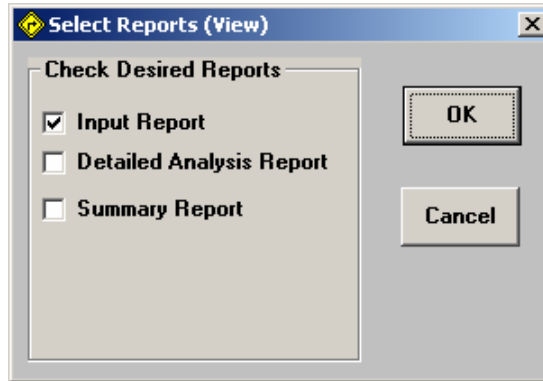 Select Reports (View)
Check Desired Reports
Input Report
Detailed Analysis Report
Summary Report
OK
Cancel